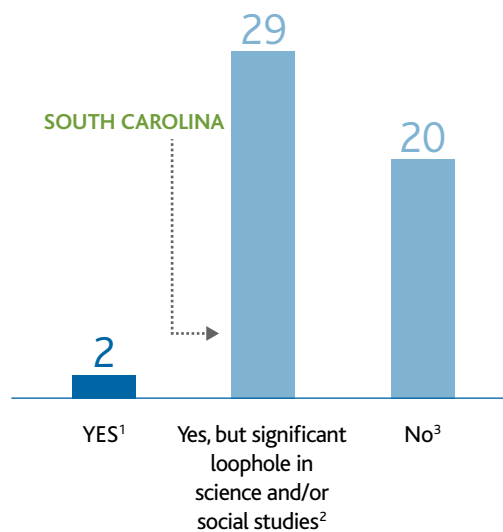 29
SOUTH CAROLINA
20
2
YES¹
Yes, but significant
loophole in
science and/or
social studies²
No³